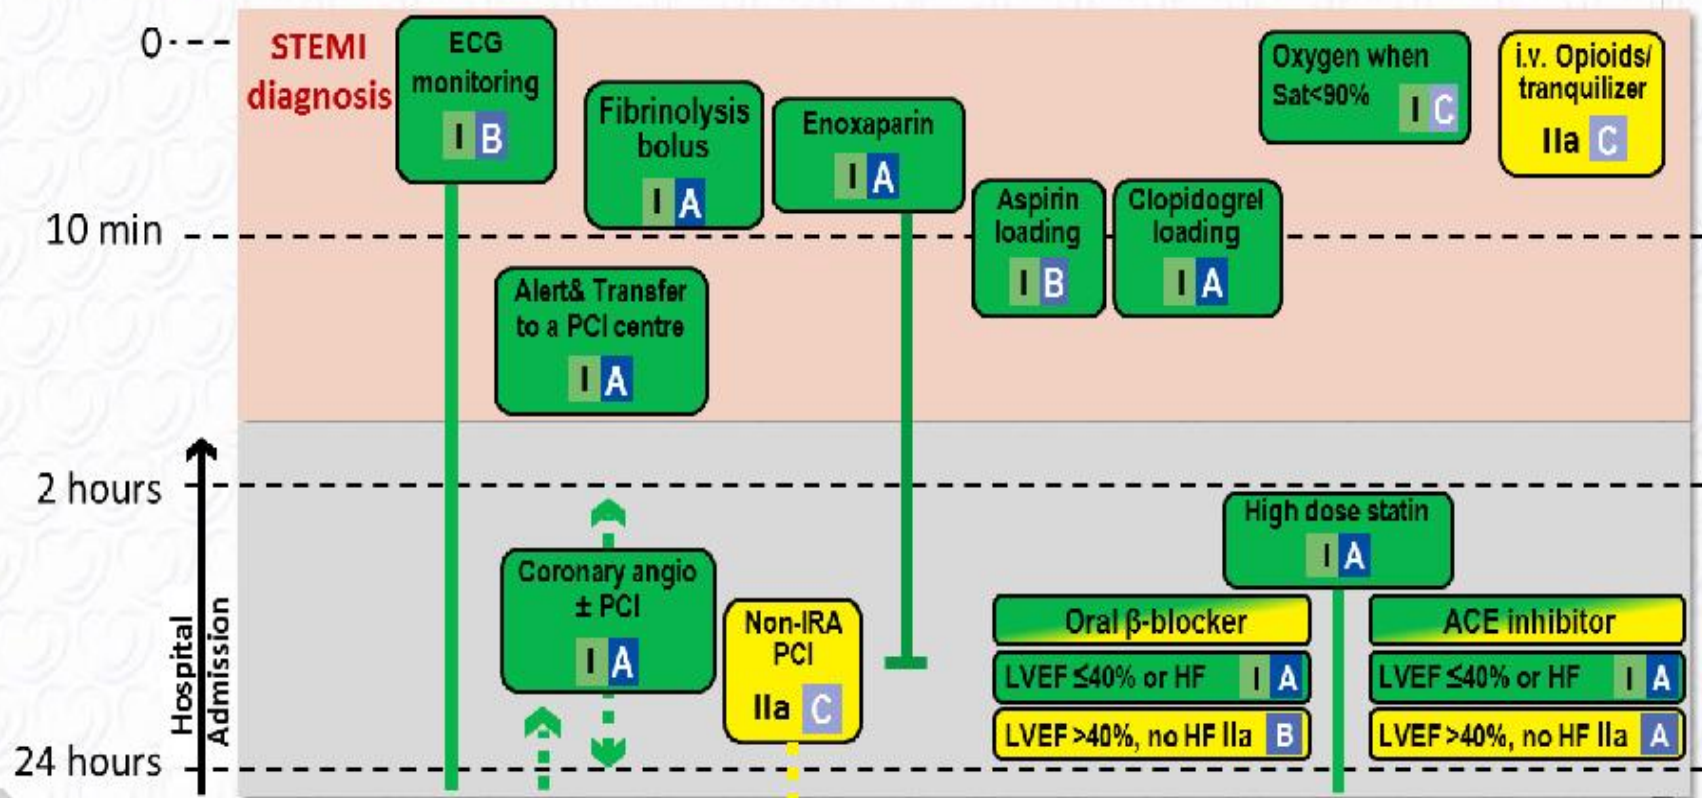 0
STEMI
diagnosis
ECG
monitoring
I B
Fibrinolysis
bolus
I A
Enoxaparin
I A
Oxygen when
Sat<90%
I C
i.v. Opioids/
tranquilizer
IIa C
Aspirin
loading
I B
Clopidogrel
loading
I A
10 min
Alert& Transfer
to a PCI centre
I A
2 hours
High dose statin
I A
Coronary angio
± PCI
I A
Non-IRA
PCI
IIa C
Oral β-blocker
LVEF ≤40% or HF I A
LVEF >40%, no HF IIa B
ACE inhibitor
LVEF ≤40% or HF I A
LVEF >40%, no HF IIa A
Hospital
Admission
24 hours